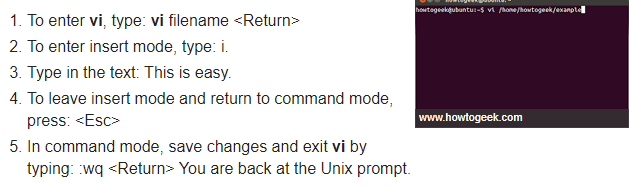 1. To enter vi, type: vi filename <Return>
2. To enter insert mode, type: i.
3. Type in the text: This is easy.
4. To leave insert mode and return to command mode,
press: <Esc>
5. In command mode, save changes and exit vi by
typing: :wq <Return> You are back at the Unix prompt.
howtogeek@ubuntu:~$ vi /home/howtogeek/example
www.howtogeek.com